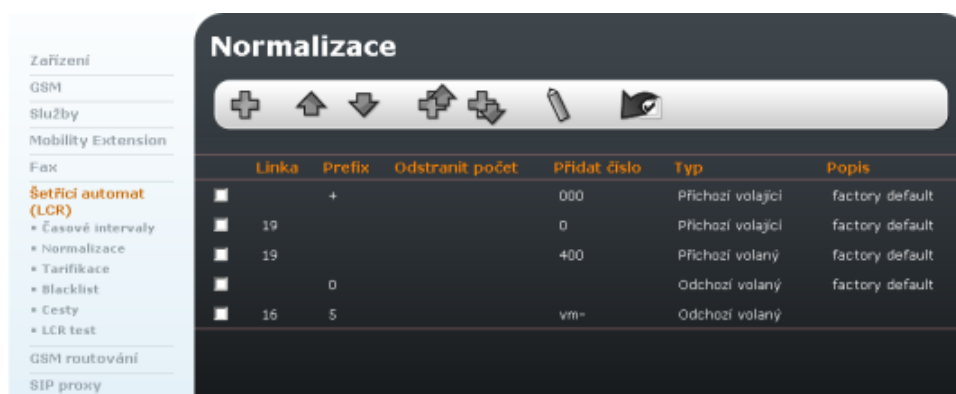 Normalizace
Zařízení
GSM
Služby
Mobility Extension
Fax
Šetřící automat
(LCR)
Časové intervaly
Normalizace
Tarifikace
Blacklist
Cesty
LCR test
GSM routování
SIP proxy
Linka Prefix Odstranit počet Přidat číslo Typ Popis
+ 000 Příchozí volající factory default
19 0 Příchozí volající factory default
19 400 Příchozí volaný factory default
0 Odchozí volaný factory default
16 5 vm- Odchozí volaný